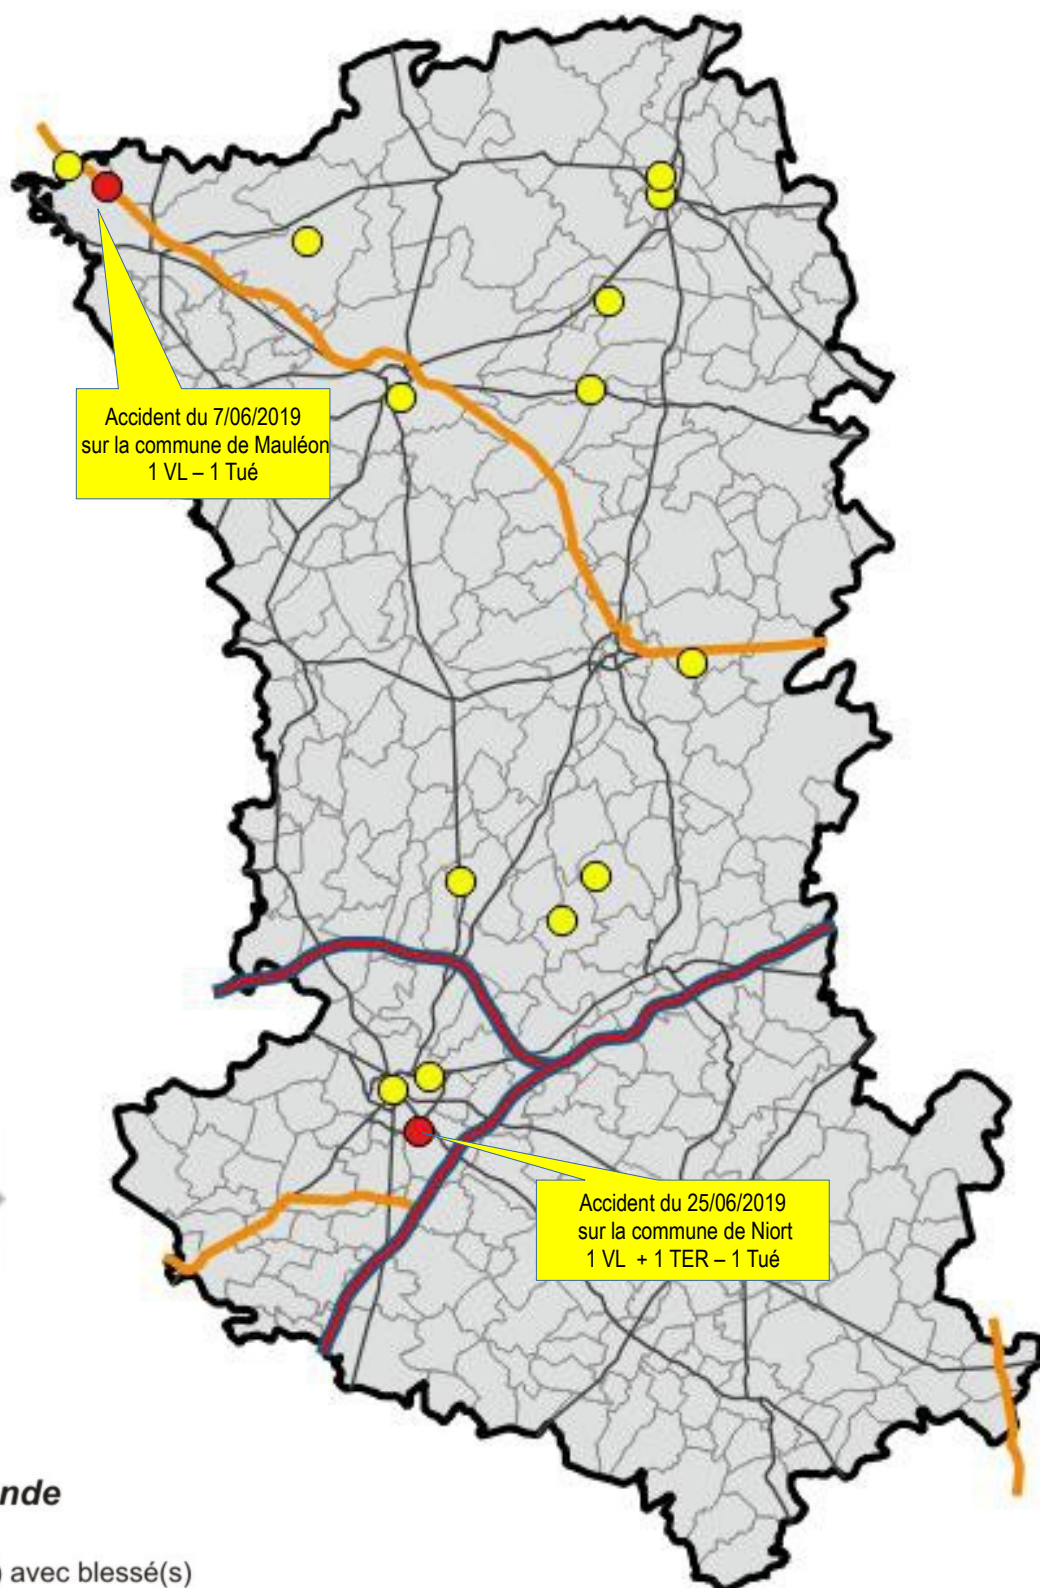 Accident du 7/06/2019
sur la commune de Mauléon
1 VL – 1 Tué
Accident du 25/06/2019
sur la commune de Niort
1 VL + 1 TER – 1 Tué
nde
) avec blessé(s)